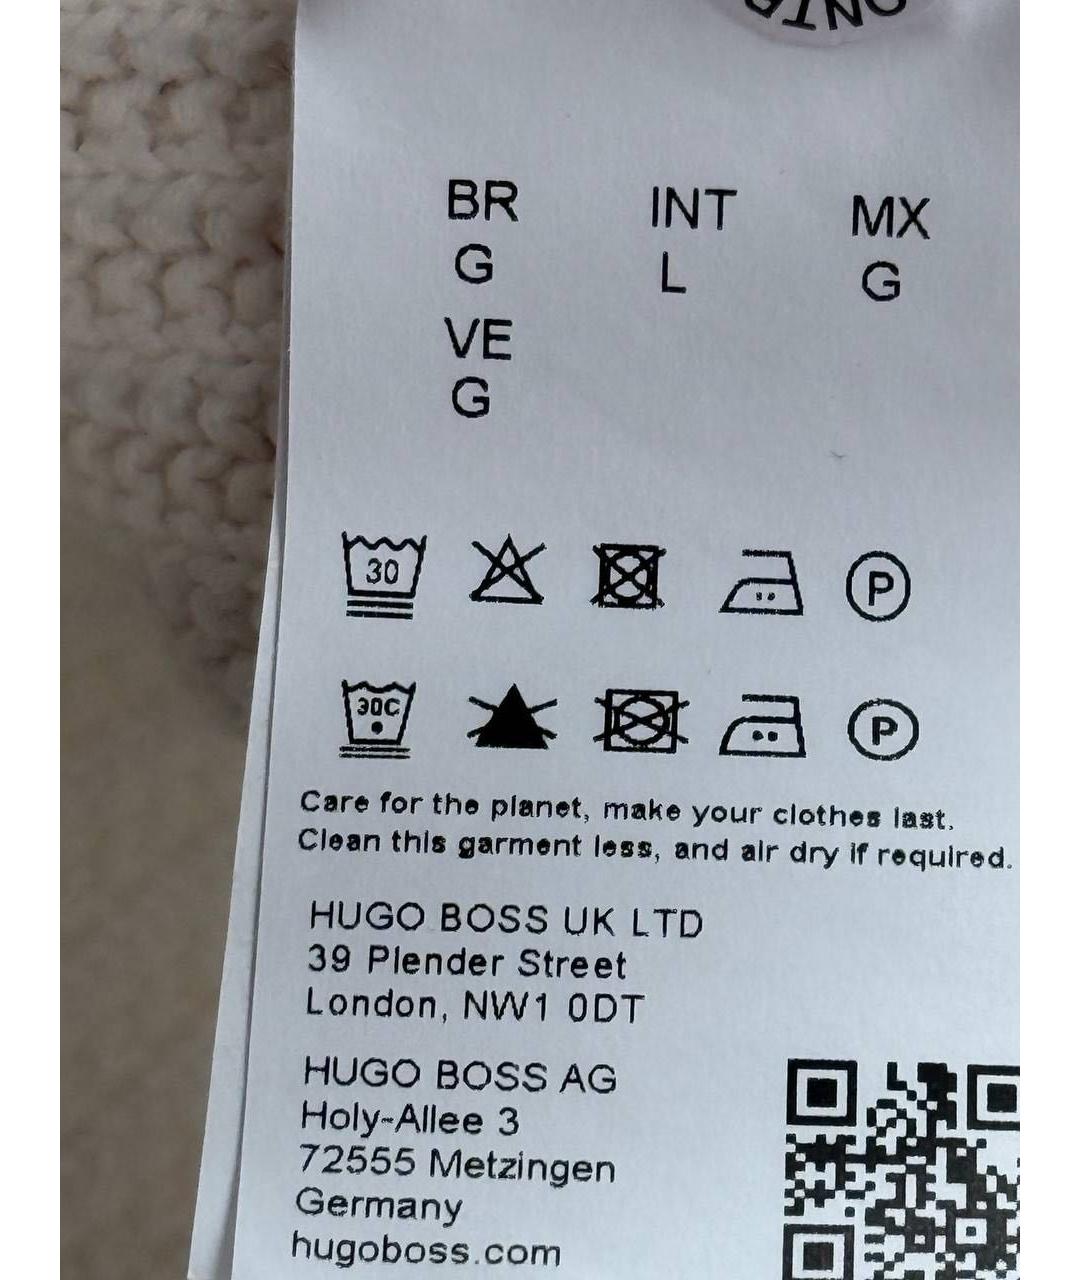 BR INT MX
G L G
VE
G
30 P
30C P
Care for the planet, make your clothes last.
Clean this garment less, and air dry if required.
HUGO BOSS UK LTD
39 Plender Street
London, NW1 0DT
HUGO BOSS AG
Holy-Allee 3
72555 Metzingen
Germany
hugoboss.com